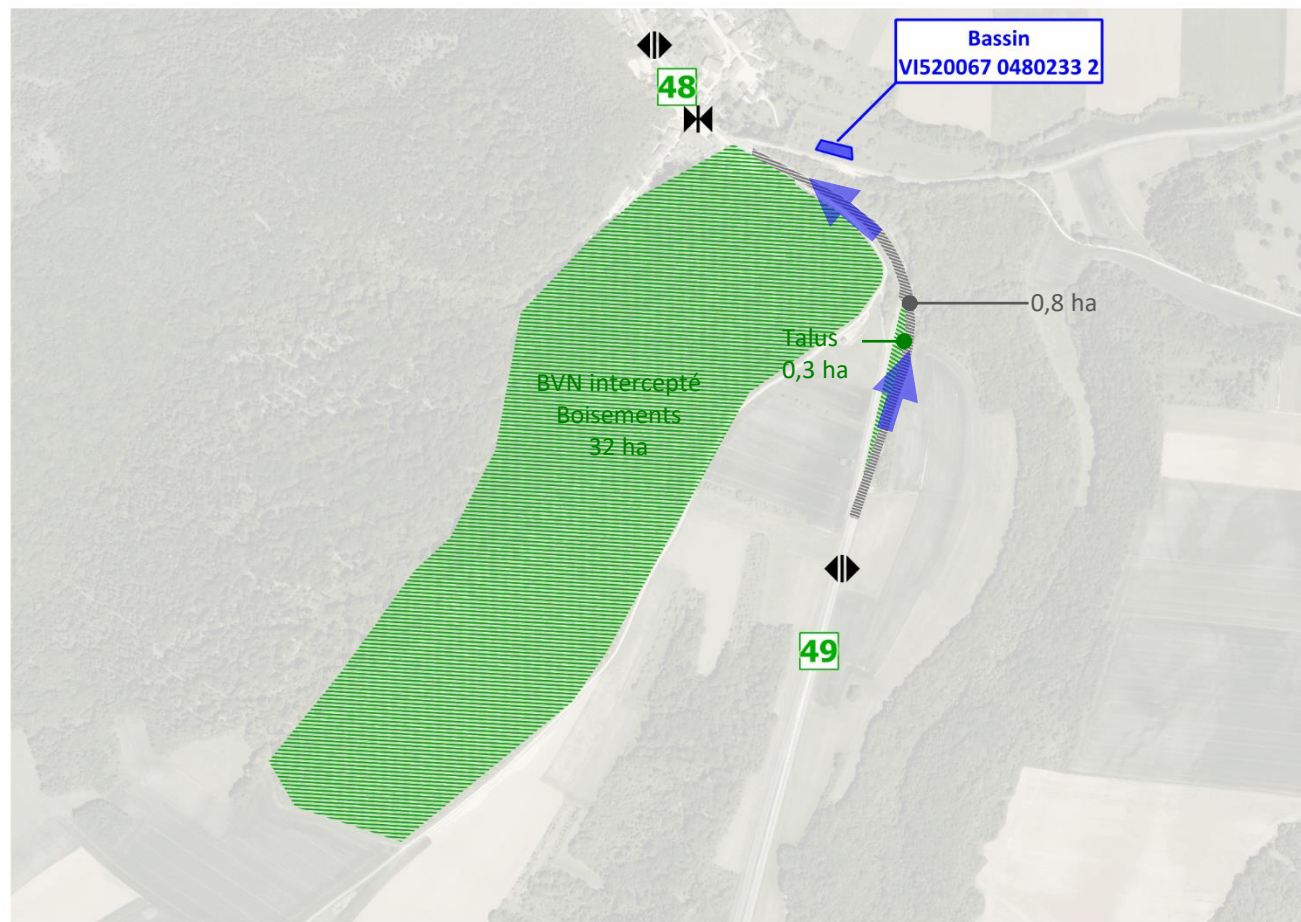 Bassin
VI520067 0480233 2
48
0,8 ha
Talus
0,3 ha
BVN intercepté
Boisements
32 ha
49